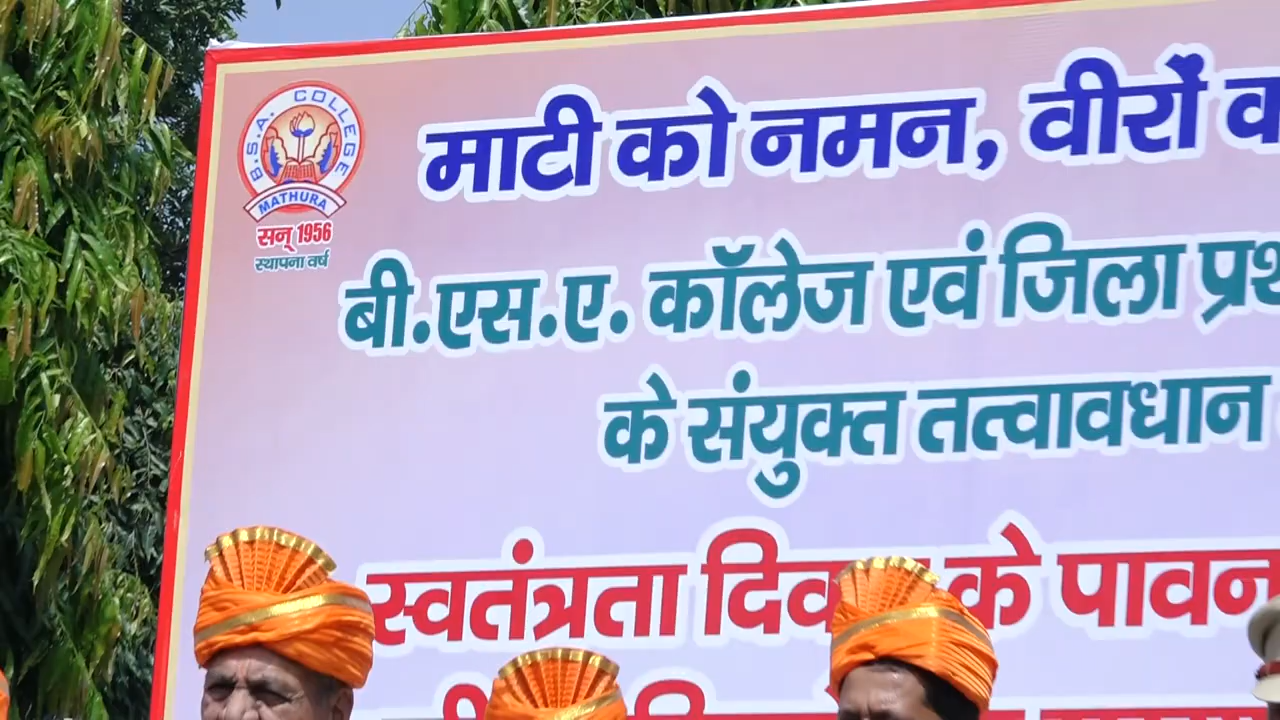 B.S.A. COLLEGE
MATHURA
सन् 1956
स्थापना वर्ष
माटी को नमन, वीरों
बी.एस.ए. कॉलेज एवं जिला
के संयुक्त तत्वावधान
स्वतंत्रता के पावन